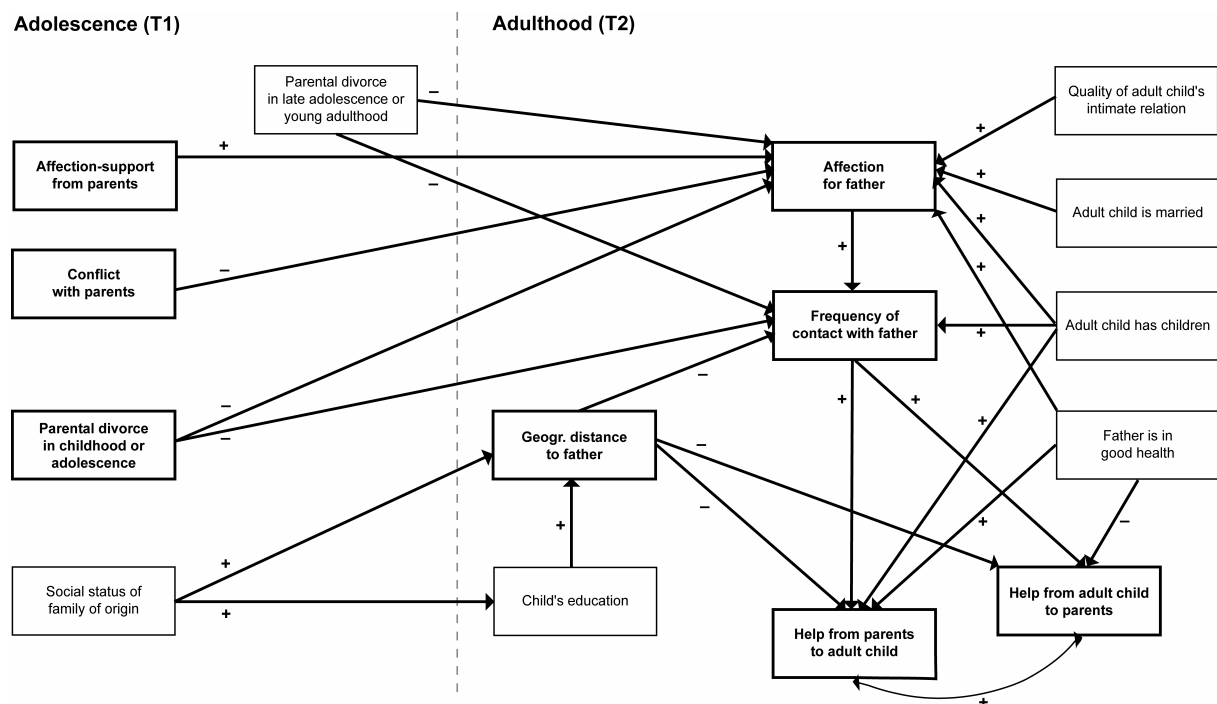 Adolescence (T1)
Adulthood (T2)
Parental divorce
in late adolescence or
young adulthood
–
Quality of adult child's
intimate relation
+
Affection-support
from parents
+
–
Affection
for father
+
Adult child is married
+
+
+
Conflict
with parents
–
Frequency of
contact with father
Adult child has children
+
–
–
–
+
+
+
Parental divorce
in childhood or
adolescence
Geogr. distance
to father
–
–
Father is in
good health
+
–
+
Social status of
family of origin
+
+
Child's education
Help from adult child
to parents
Help from parents
to adult child
+